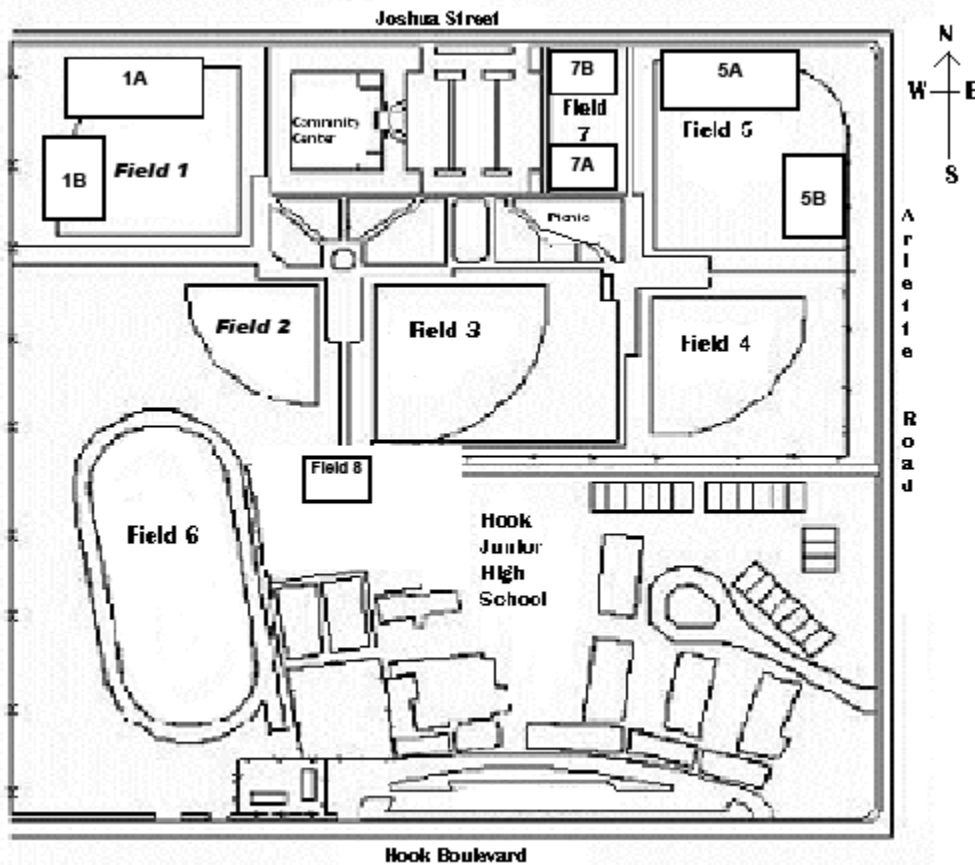 Joshua Street
N
W E
S
1A
1B
Field 1
Community
Center
7B
Field
7
7A
5A
Field 5
5B
Picnic
Arlette Road
Field 2
Field 3
Field 4
Field 8
Field 6
Hook
Junior
High
School
Hook Boulevard